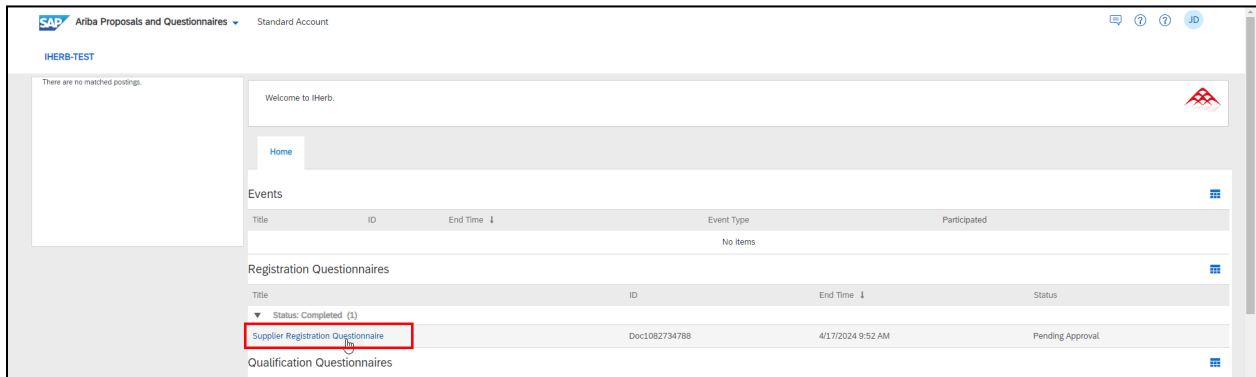 SAP Ariba Proposals and Questionnaires Standard Account JD
IHERB-TEST
There are no matched postings.
Welcome to IHerb.
Home
Events
Title ID End Time ↓ Event Type Participated
No items
Registration Questionnaires
Title ID End Time ↓ Status
▼ Status: Completed (1)
Supplier Registration Questionnaire Doc1082734788 4/17/2024 9:52 AM Pending Approval
Qualification Questionnaires